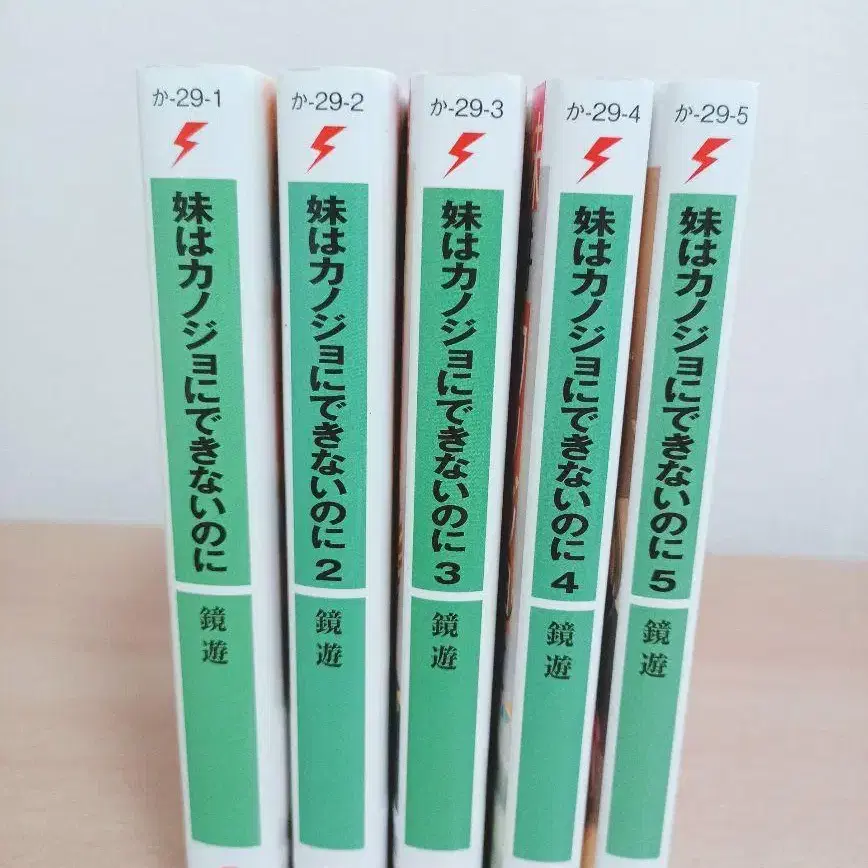 か-29-1
妹はカノジョにできないのに
鏡遊
か-29-2
妹はカノジョにできないのに 2
鏡遊
か-29-3
妹はカノジョにできないのに 3
鏡遊
か-29-4
妹はカノジョにできないのに 4
鏡遊
か-29-5
妹はカノジョにできないのに 5
鏡遊